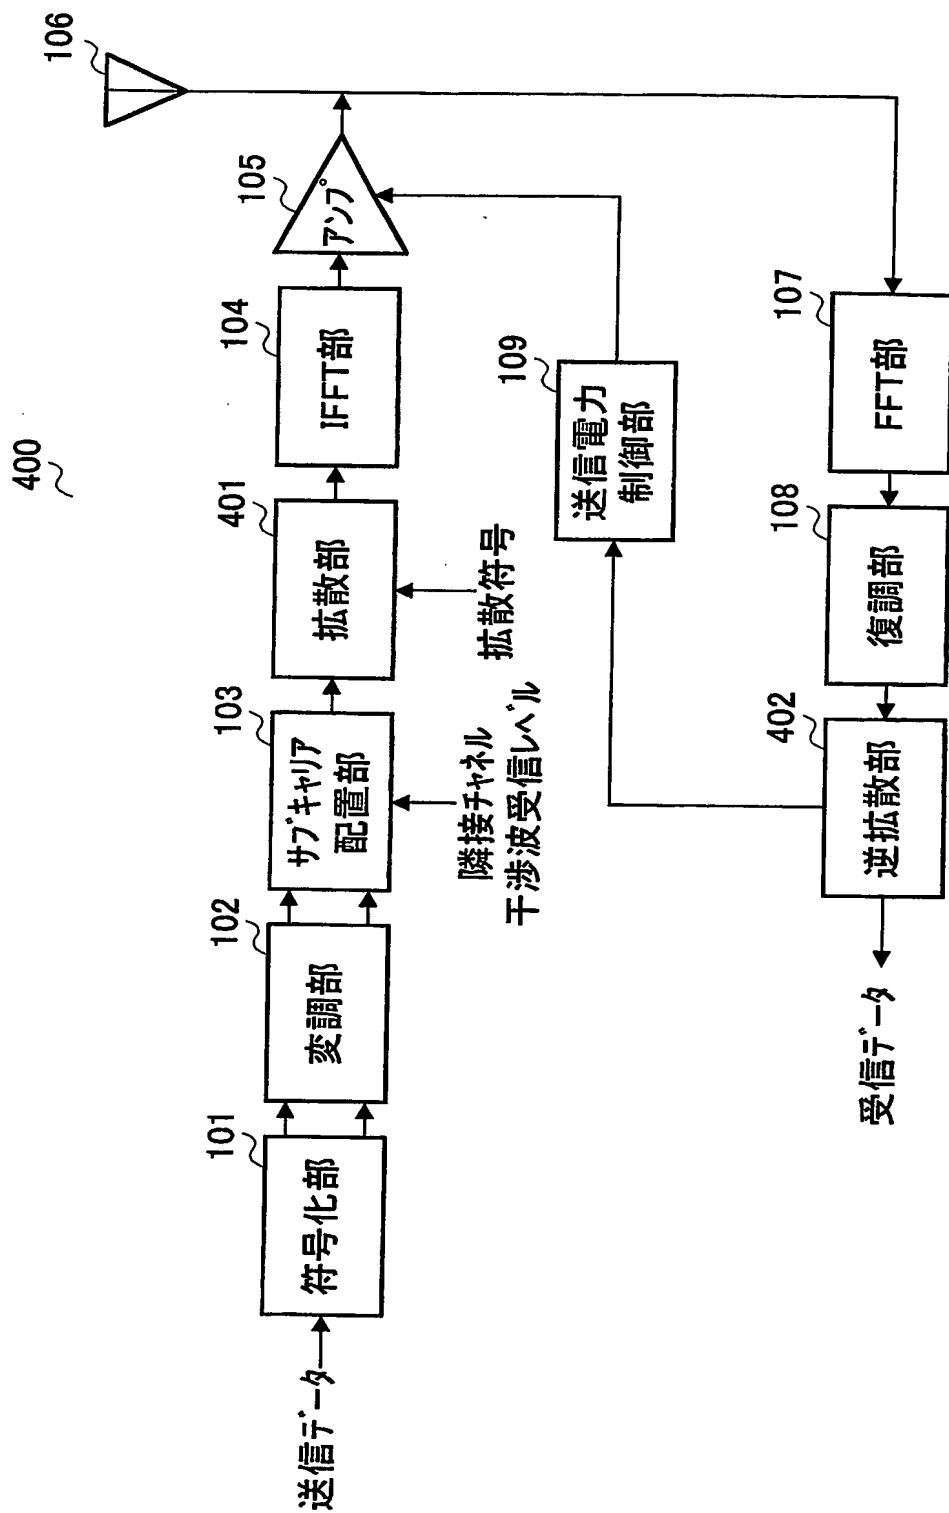 400
106
105
アンプ
104
IFFT部
401
拡散部
拡散符号
103
サブキャリア
配置部
隣接チャネル
干渉波受信レベル
102
変調部
101
符号化部
送信データ
109
送信電力
制御部
107
FFT部
108
復調部
402
逆拡散部
受信データ